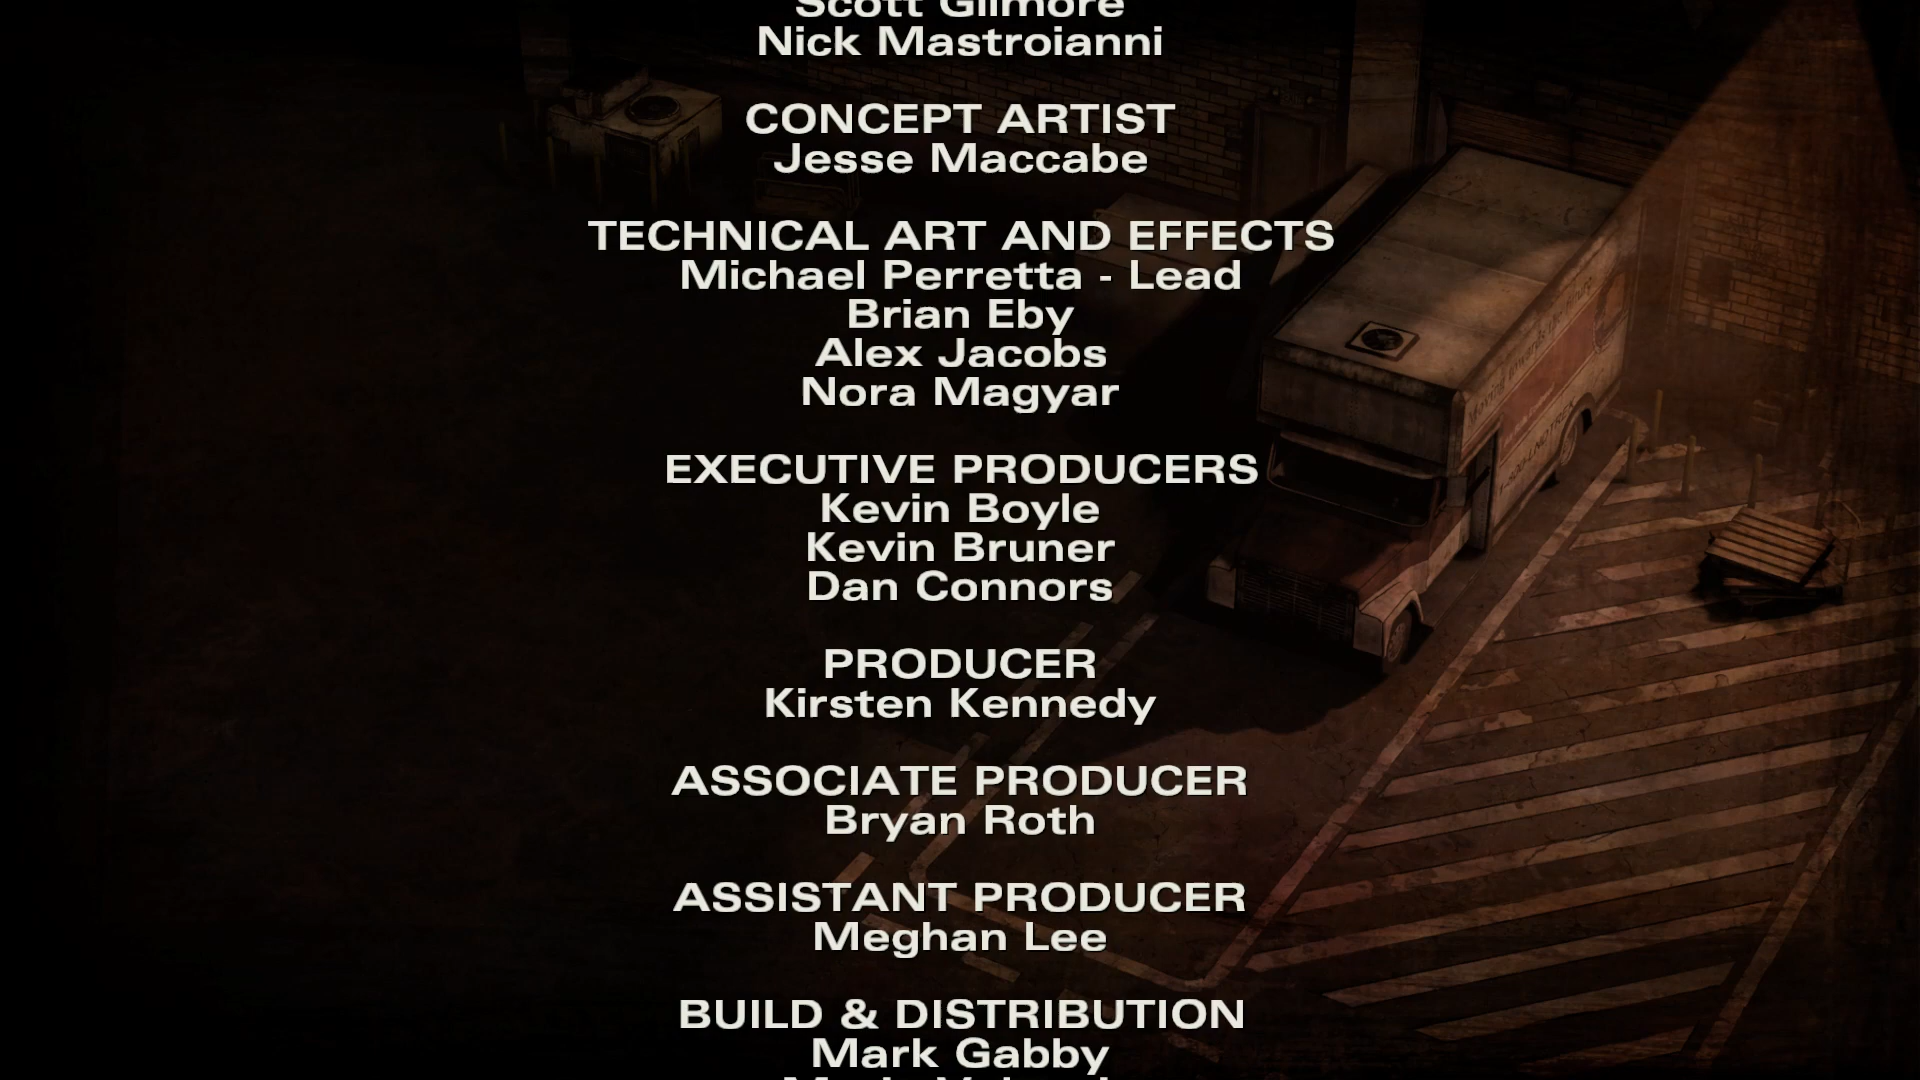 Scott Gilmore
Nick Mastroianni
CONCEPT ARTIST
Jesse Maccabe
TECHNICAL ART AND EFFECTS
Michael Perretta - Lead
Brian Eby
Alex Jacobs
Nora Magyar
EXECUTIVE PRODUCERS
Kevin Boyle
Kevin Bruner
Dan Connors
PRODUCER
Kirsten Kennedy
ASSOCIATE PRODUCER
Bryan Roth
ASSISTANT PRODUCER
Meghan Lee
BUILD & DISTRIBUTION
Mark Gabby